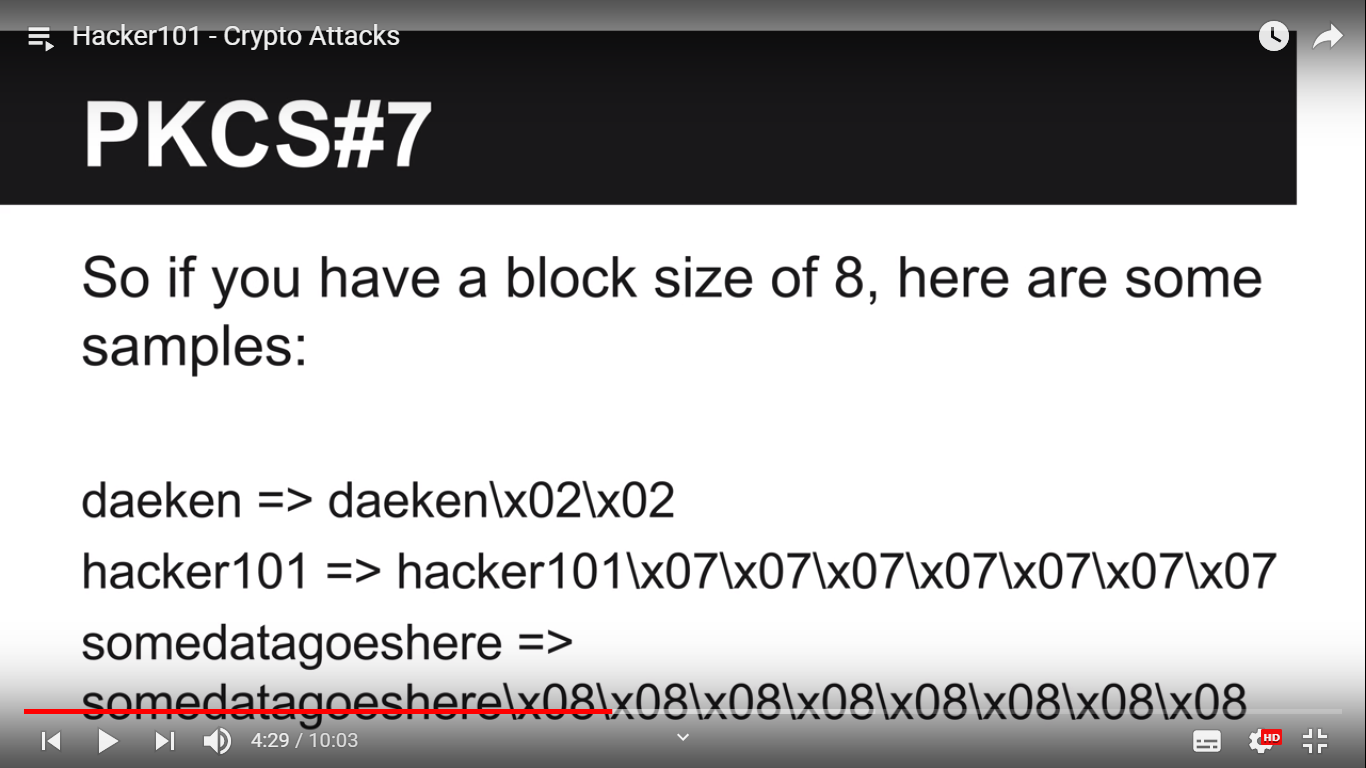 Hacker101 - Crypto Attacks
PKCS#7
So if you have a block size of 8, here are some
samples:
daeken => daeken\x02\x02
hacker101 => hacker101\x07\x07\x07\x07\x07\x07\x07
somedatagoeshere =>
somedatagoeshere\x08\x08\x08\x08\x08\x08\x08\x08
4:29 / 10:03
HD